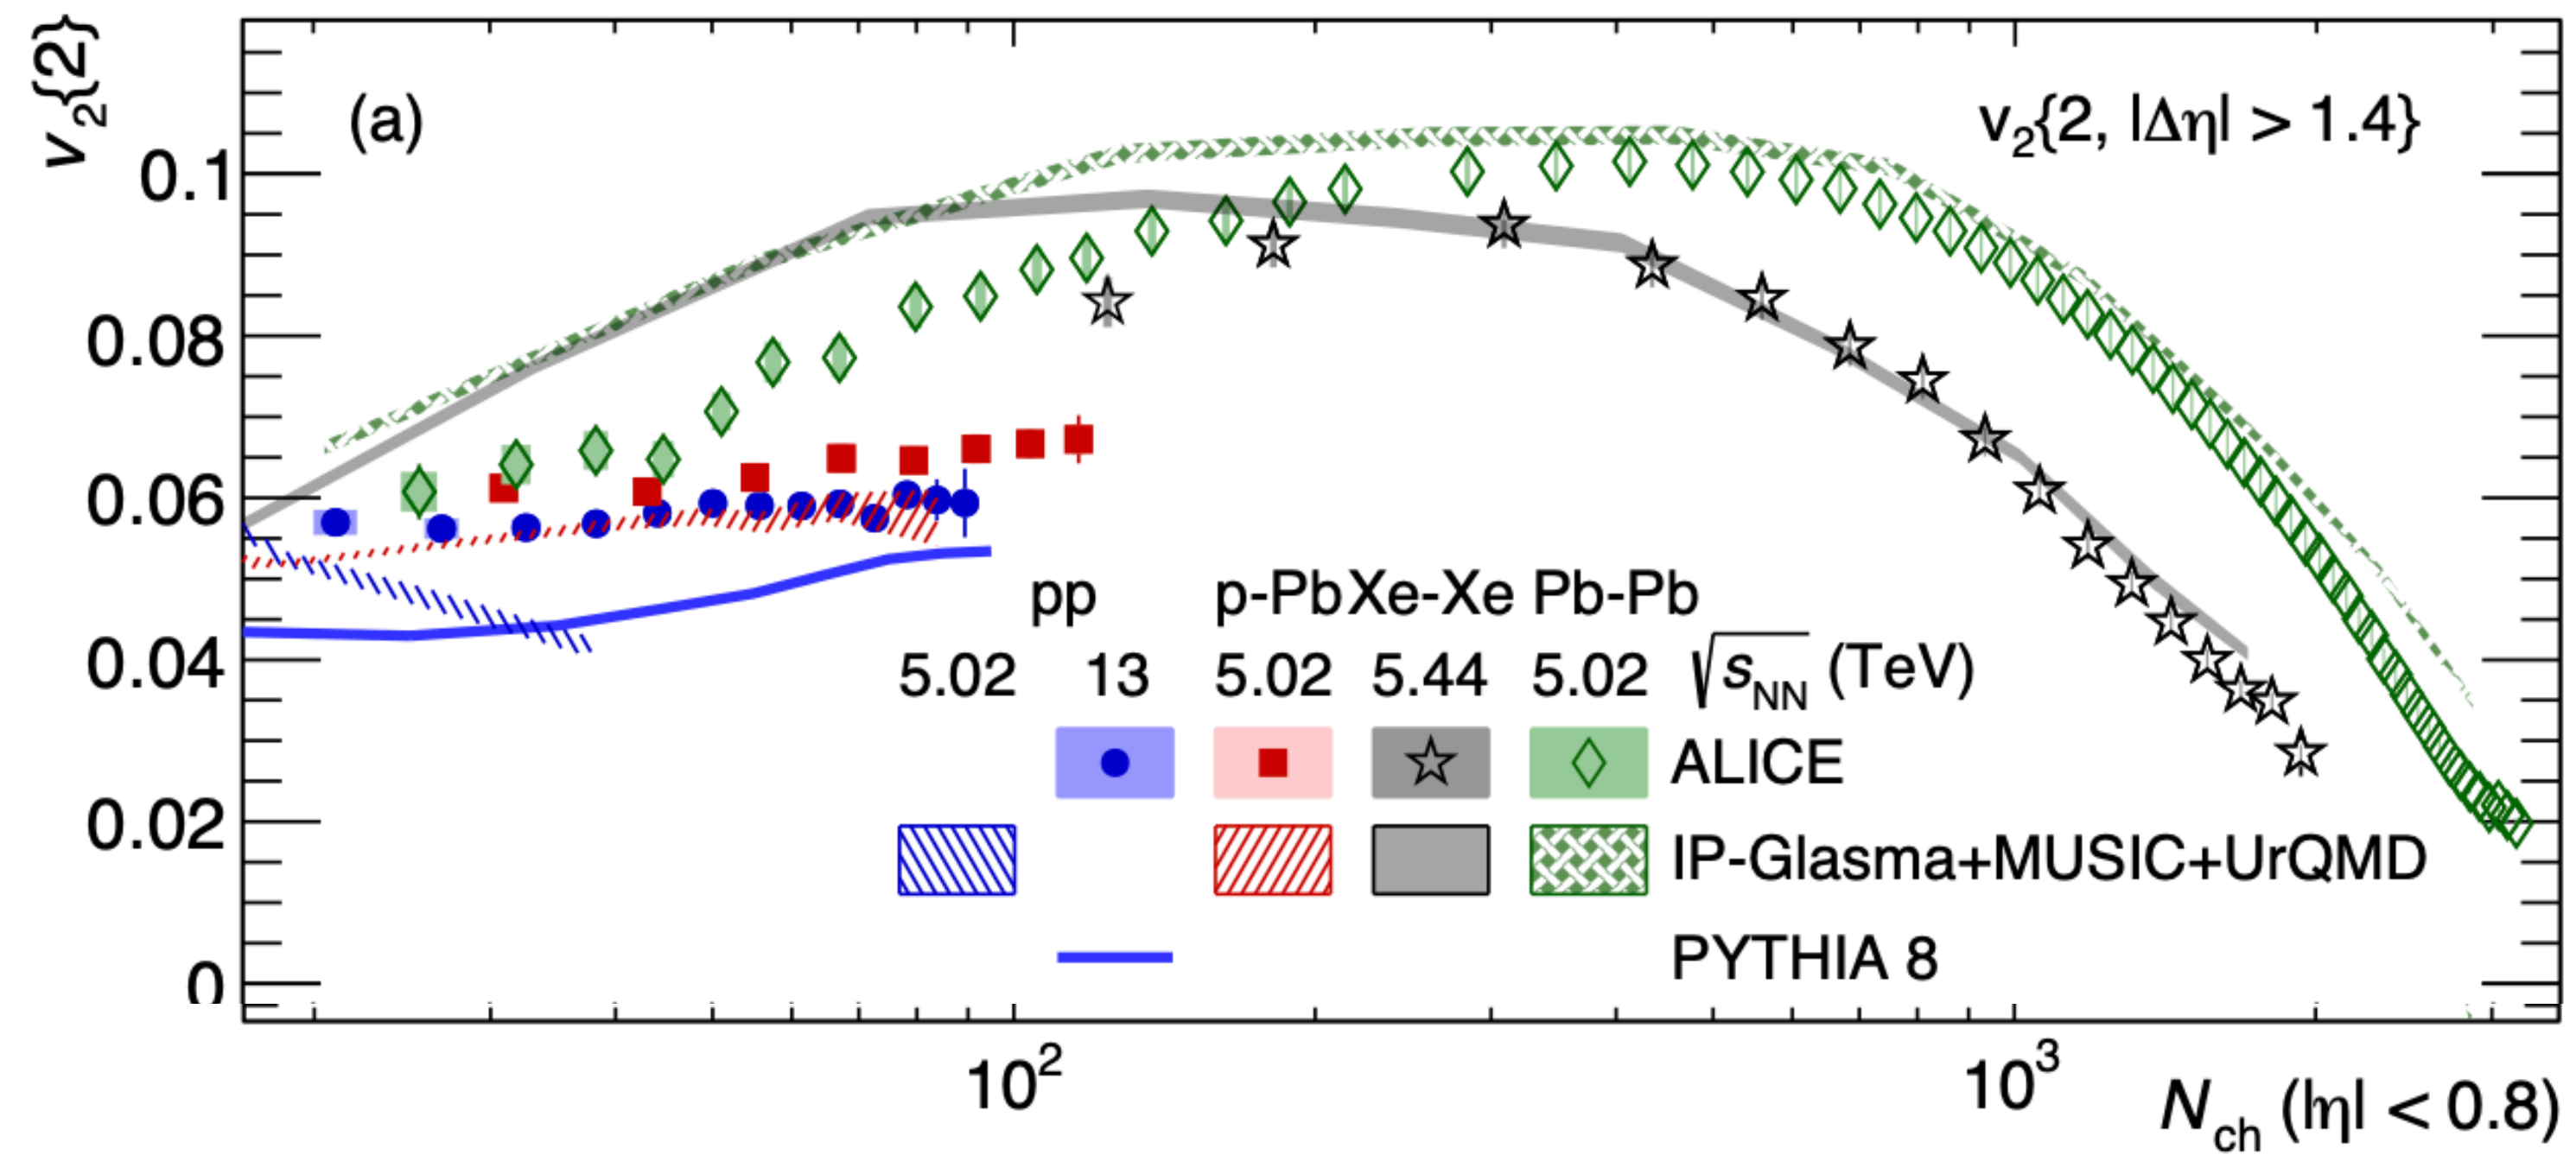 v₂{2}
(a)
v₂{2, |Δη| > 1.4}
0.1
0.08
0.06
0.04
0.02
0
pp p-Pb Xe-Xe Pb-Pb
5.02 13 5.02 5.44 5.02 √sNN (TeV)
ALICE
IP-Glasma+MUSIC+UrQMD
PYTHIA 8
10² 10³
Nch (|η| < 0.8)